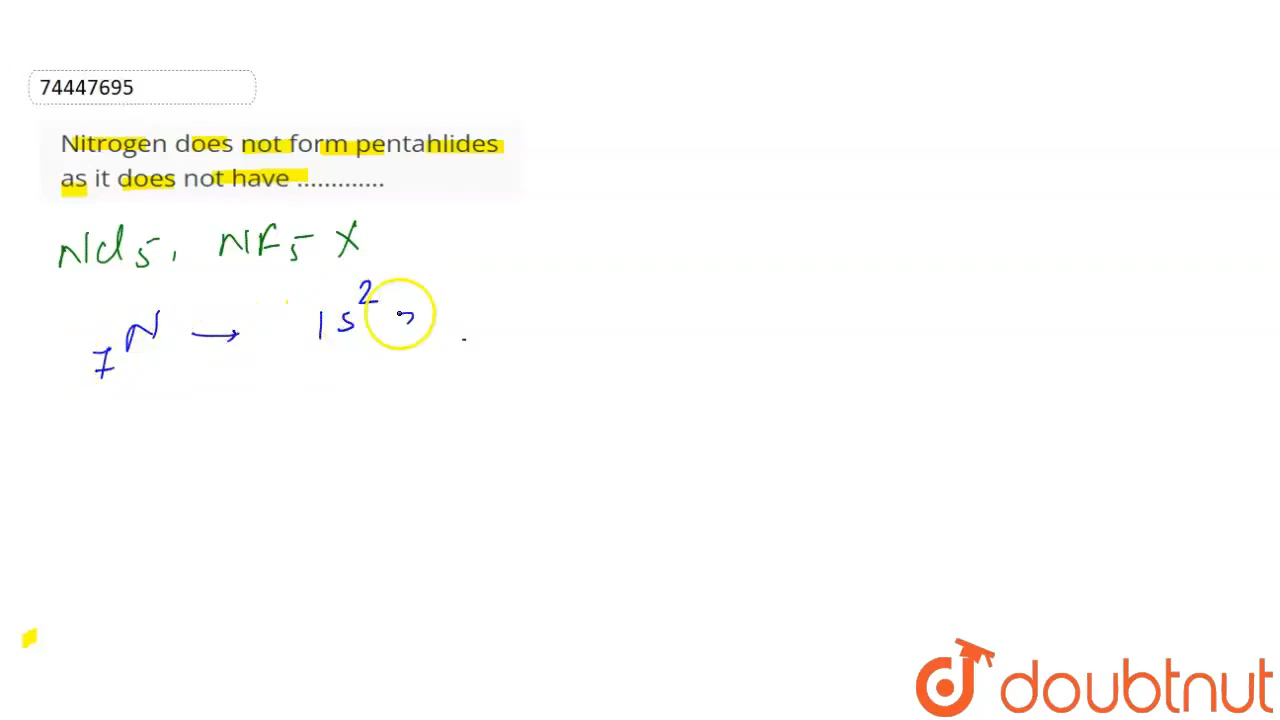 74447695
Nitrogen does not form pentahlides
as it does not have .............
NCl5, NF5 X
7N → 1s2
doubtnut